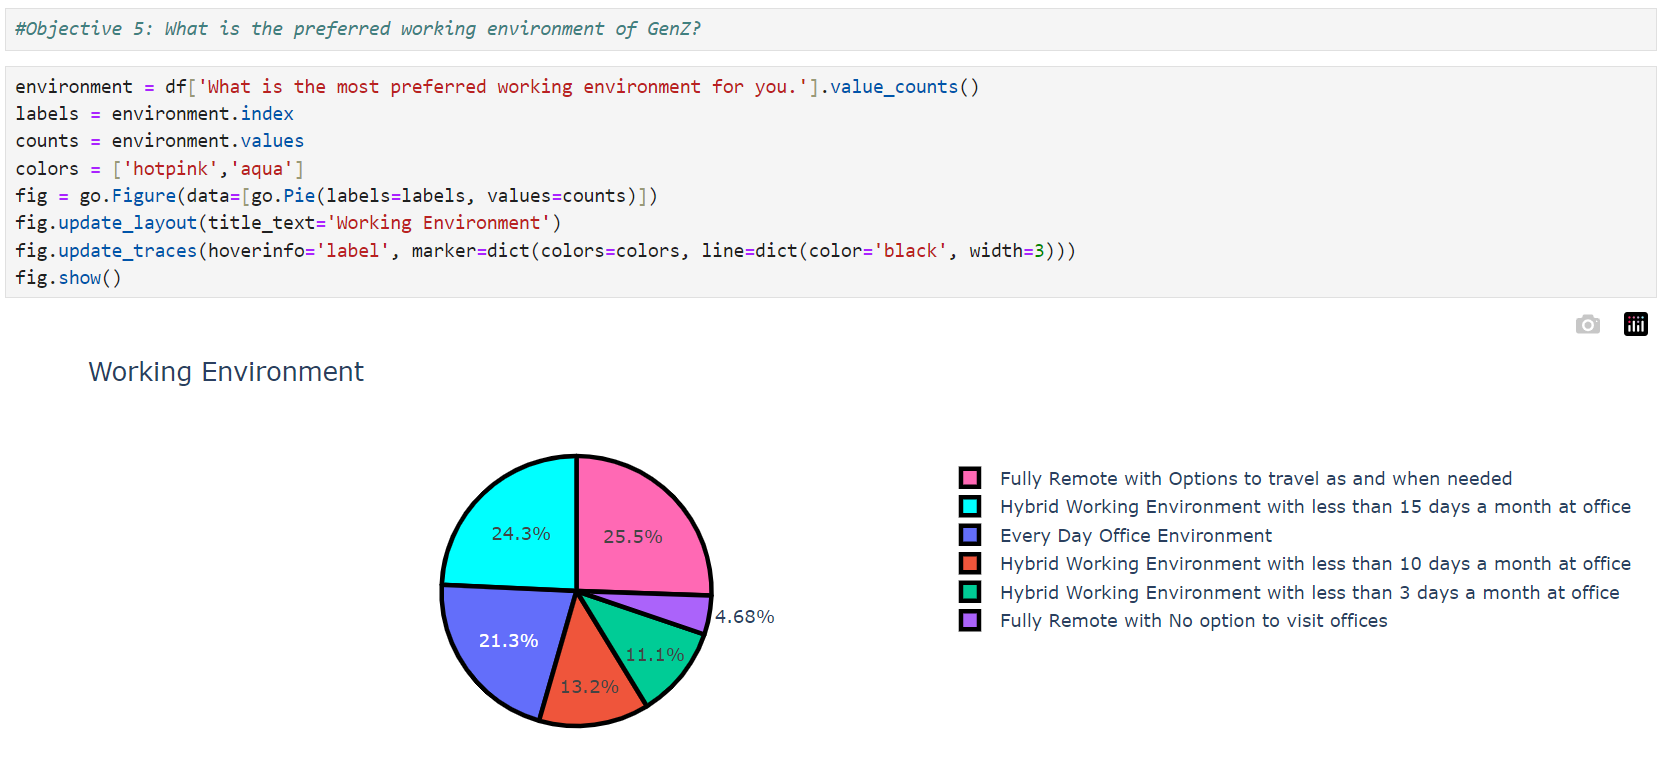 #Objective 5: What is the preferred working environment of GenZ?
environment = df['What is the most preferred working environment for you.'].value_counts()
labels = environment.index
counts = environment.values
colors = ['hotpink','aqua']
fig = go.Figure(data=[go.Pie(labels=labels, values=counts)])
fig.update_layout(title_text='Working Environment')
fig.update_traces(hoverinfo='label', marker=dict(colors=colors, line=dict(color='black', width=3)))
fig.show()
Working Environment
24.3%
25.5%
4.68%
21.3%
11.1%
13.2%
Fully Remote with Options to travel as and when needed
Hybrid Working Environment with less than 15 days a month at office
Every Day Office Environment
Hybrid Working Environment with less than 10 days a month at office
Hybrid Working Environment with less than 3 days a month at office
Fully Remote with No option to visit offices